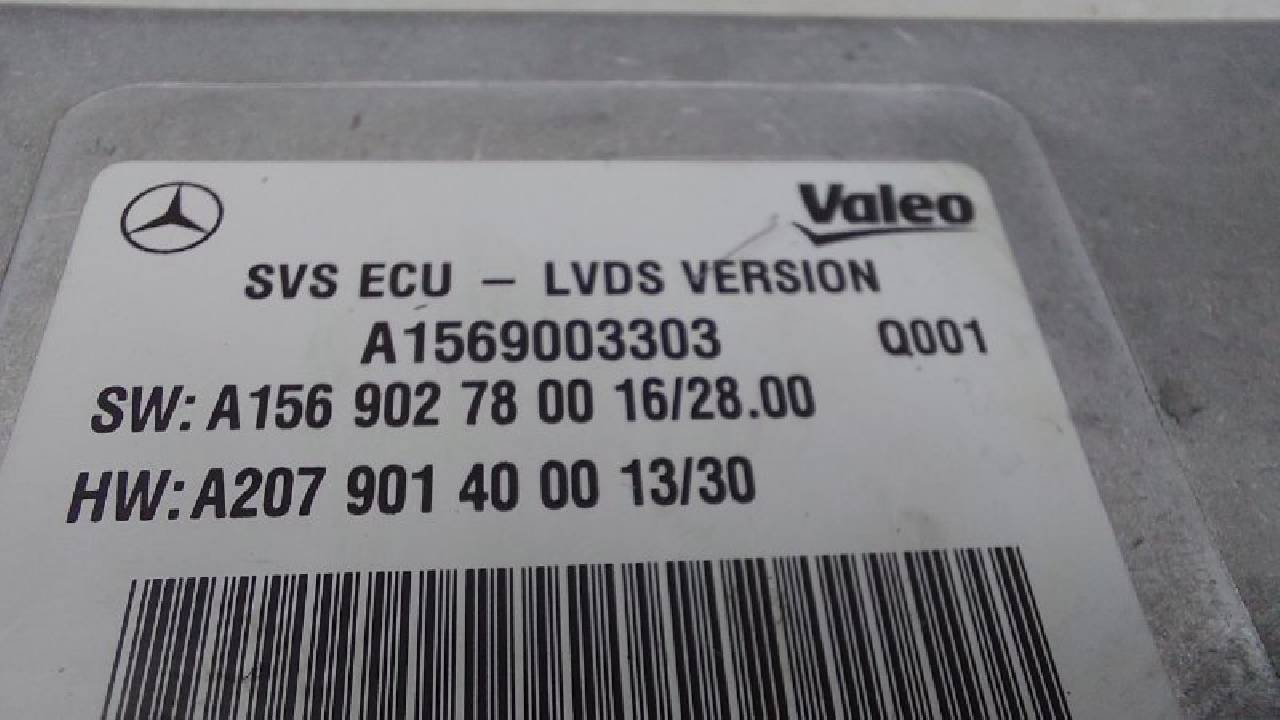 Valeo
SVS ECU – LVDS VERSION
A1569003303 Q001
SW: A156 902 78 00 16/28.00
HW: A207 901 40 00 13/30